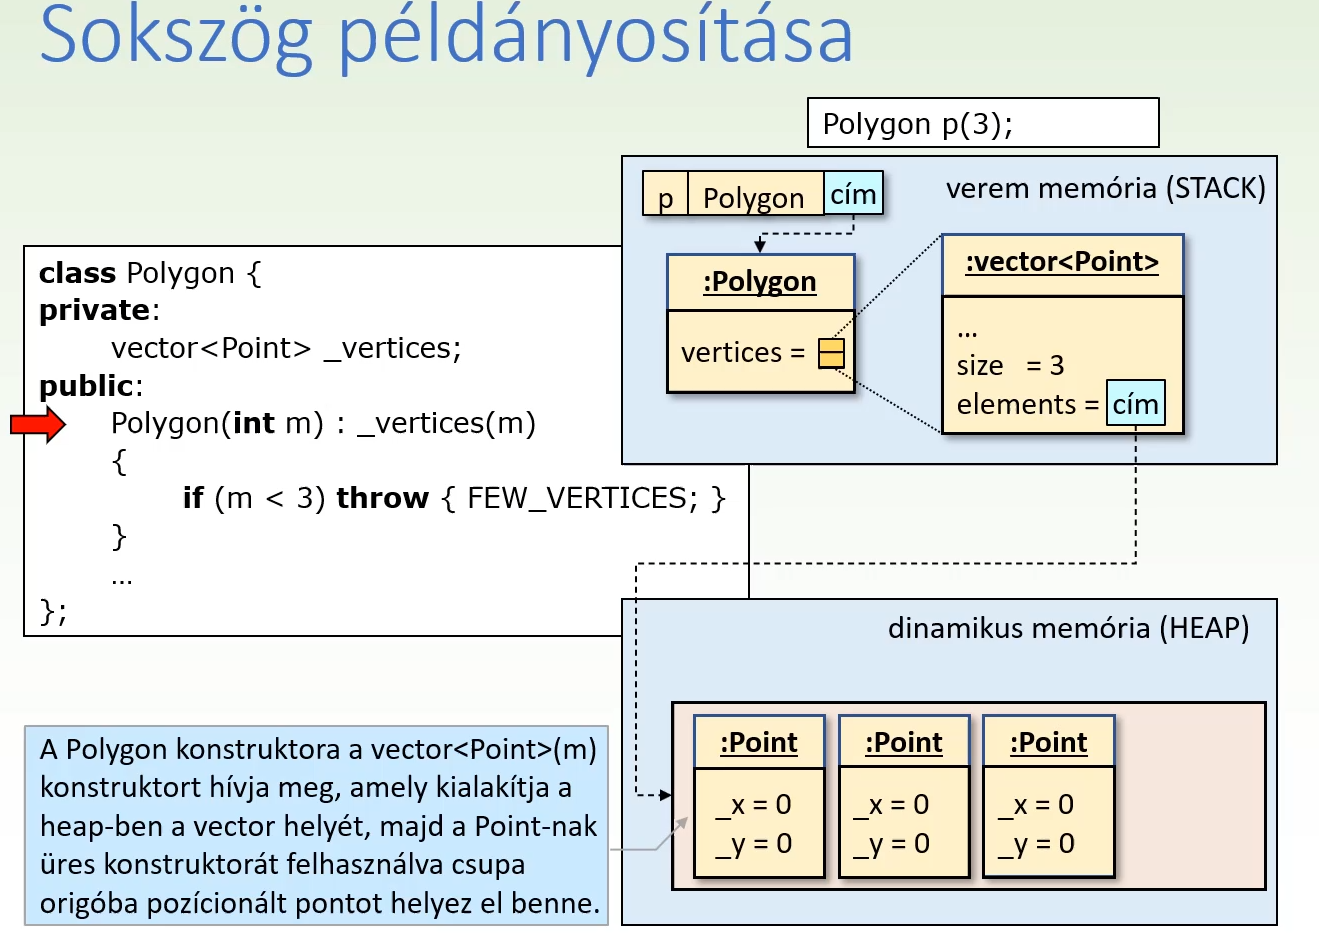 Sokszög példányosítása
Polygon p(3);
verem memória (STACK)
p Polygon cím
:Polygon
vertices =
:vector<Point>
...
size = 3
elements = cím
class Polygon {
private:
vector<Point> _vertices;
public:
Polygon(int m) : _vertices(m)
{
if (m < 3) throw { FEW_VERTICES; }
}
...
};
dinamikus memória (HEAP)
:Point
_x = 0
_y = 0
:Point
_x = 0
_y = 0
:Point
_x = 0
_y = 0
A Polygon konstruktora a vector<Point>(m)
konstruktort hívja meg, amely kialakítja a
heap-ben a vector helyét, majd a Point-nak
üres konstruktorát felhasználva csupa
origóba pozícionált pontot helyez el benne.